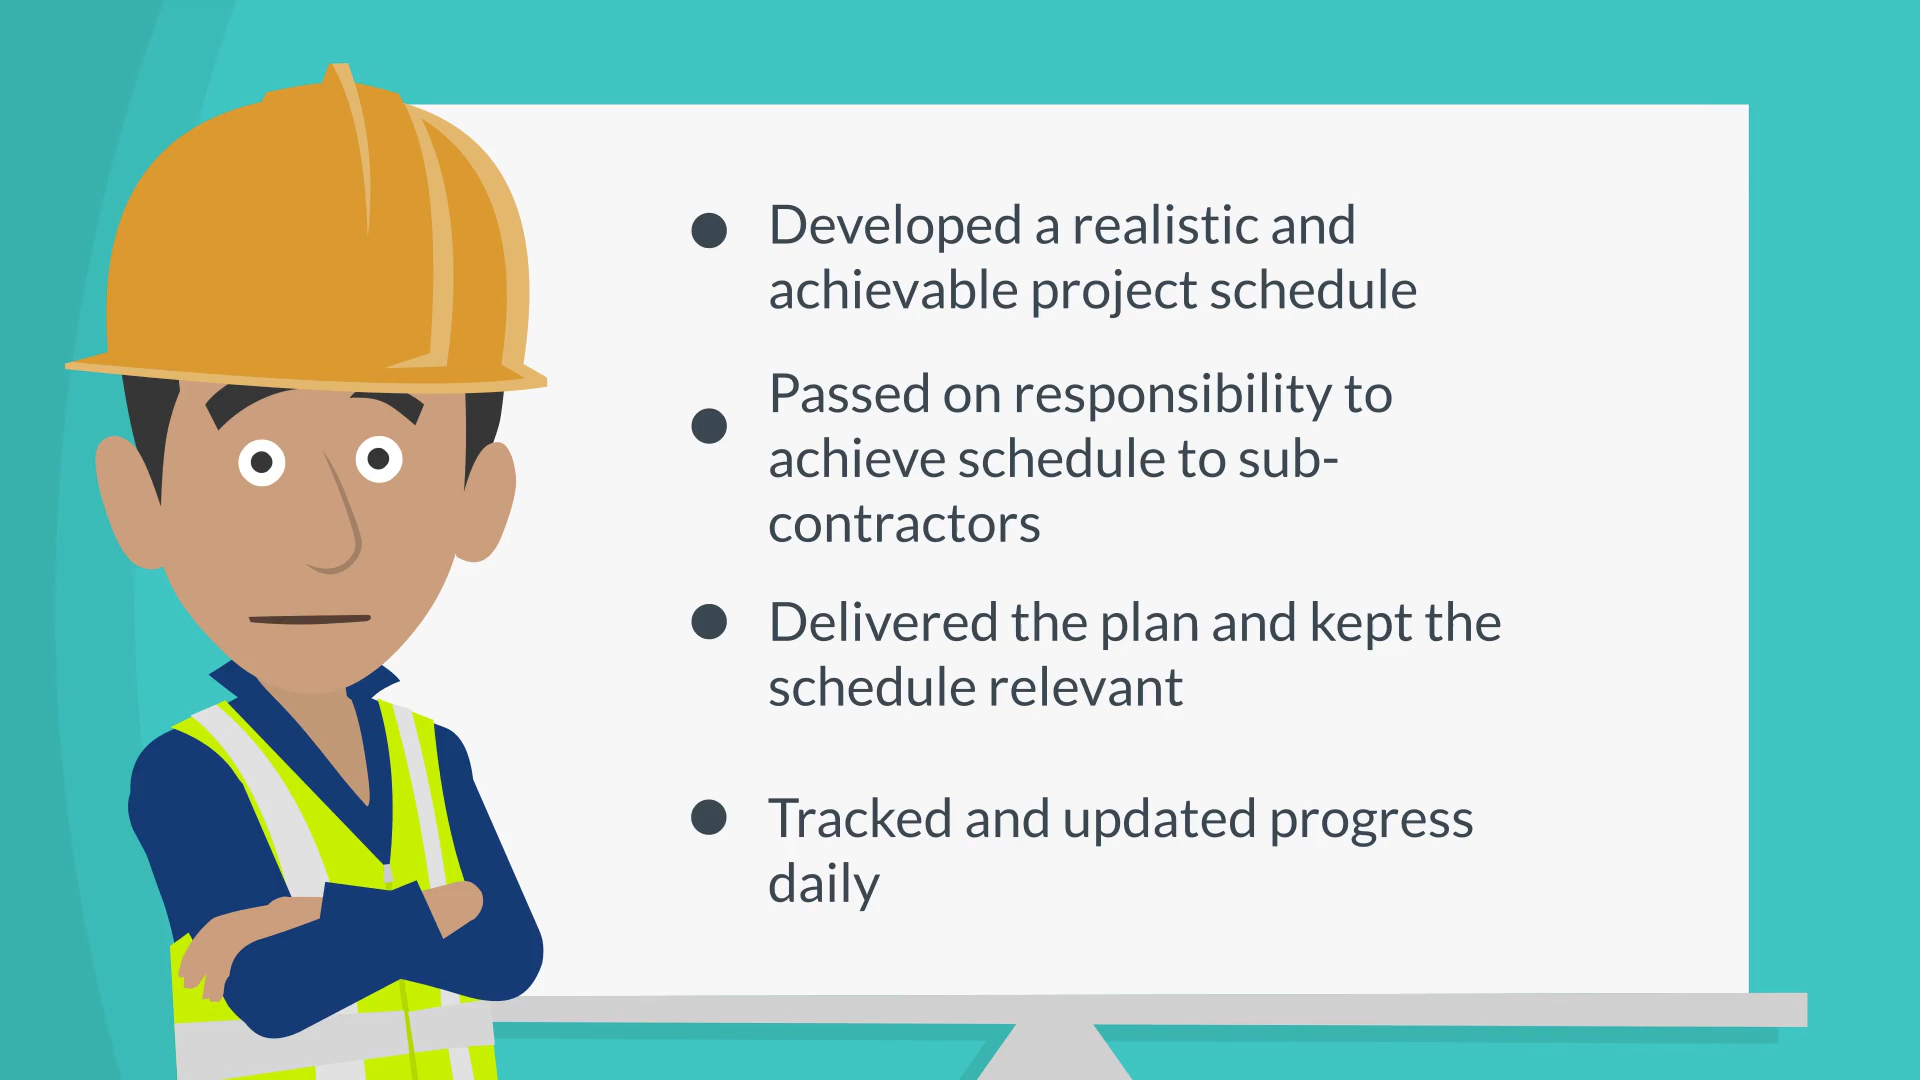 Developed a realistic and
achievable project schedule
Passed on responsibility to
achieve schedule to sub-
contractors
Delivered the plan and kept the
schedule relevant
Tracked and updated progress
daily